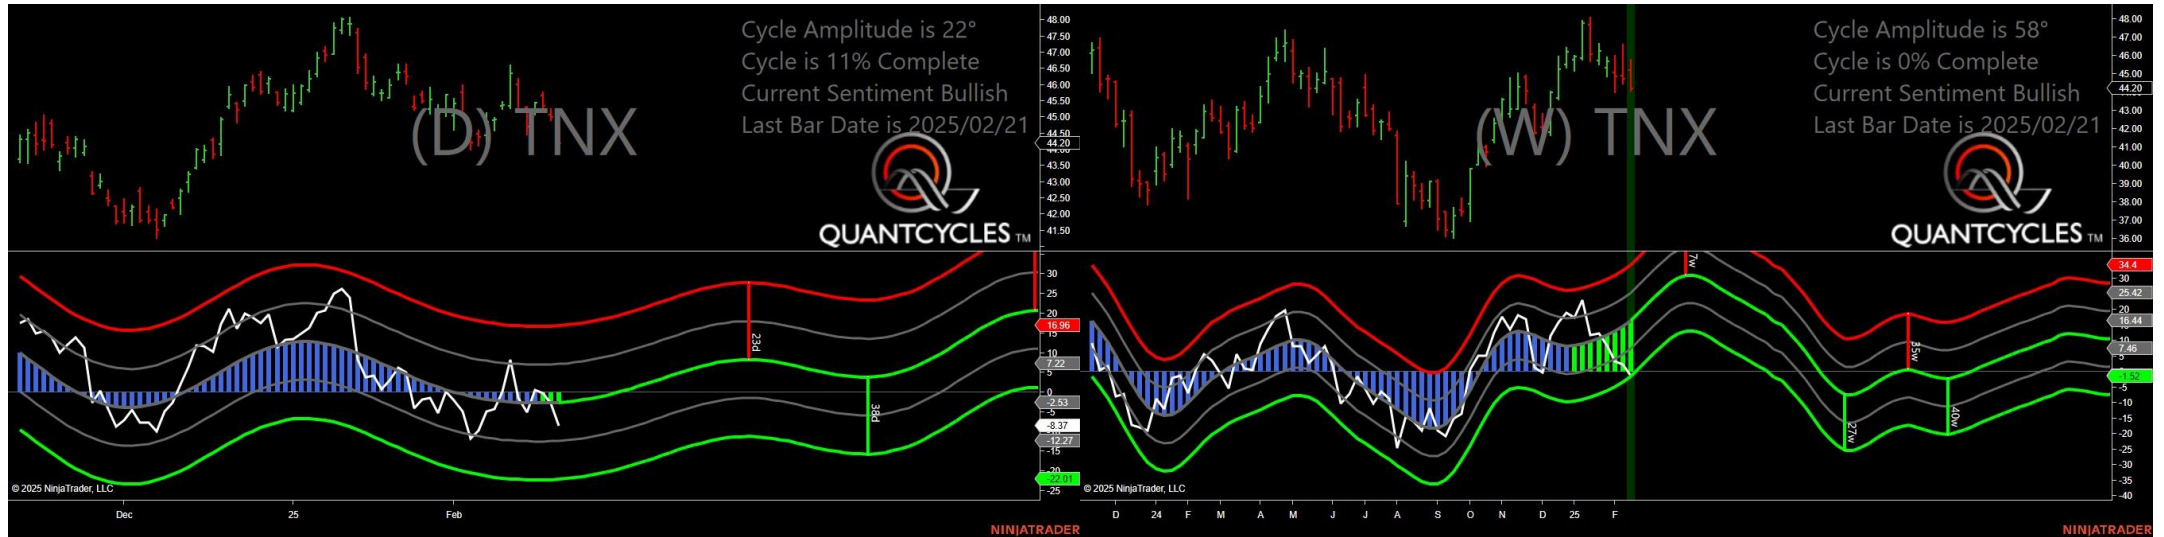 Cycle Amplitude is 22°
Cycle is 11% Complete
Current Sentiment Bullish
Last Bar Date is 2025/02/21
(D) TNX
QUANTCYCLES TM
48.00
47.50
47.00
46.50
46.00
45.50
45.00
44.50
44.20
43.50
43.00
42.50
42.00
41.50
30
25
20
16.96
10
7.22
5
0
-2.53
-5
-8.37
-12.27
-15
-22.01
-25
23d
38d
© 2025 NinjaTrader, LLC
Dec
25
Feb
NINJATRADER
Cycle Amplitude is 58°
Cycle is 0% Complete
Current Sentiment Bullish
Last Bar Date is 2025/02/21
(W) TNX
QUANTCYCLES TM
48.00
47.00
46.00
45.00
44.20
43.00
42.00
41.00
40.00
39.00
38.00
37.00
36.00
34.4
30
25.42
20
16.44
10
7.46
-1.52
-5
-10
-15
-20
-25
-30
-35
-40
7w
27w
35w
40w
© 2025 NinjaTrader, LLC
D
24
F
M
A
M
J
J
A
S
O
N
D
25
F
NINJATRADER